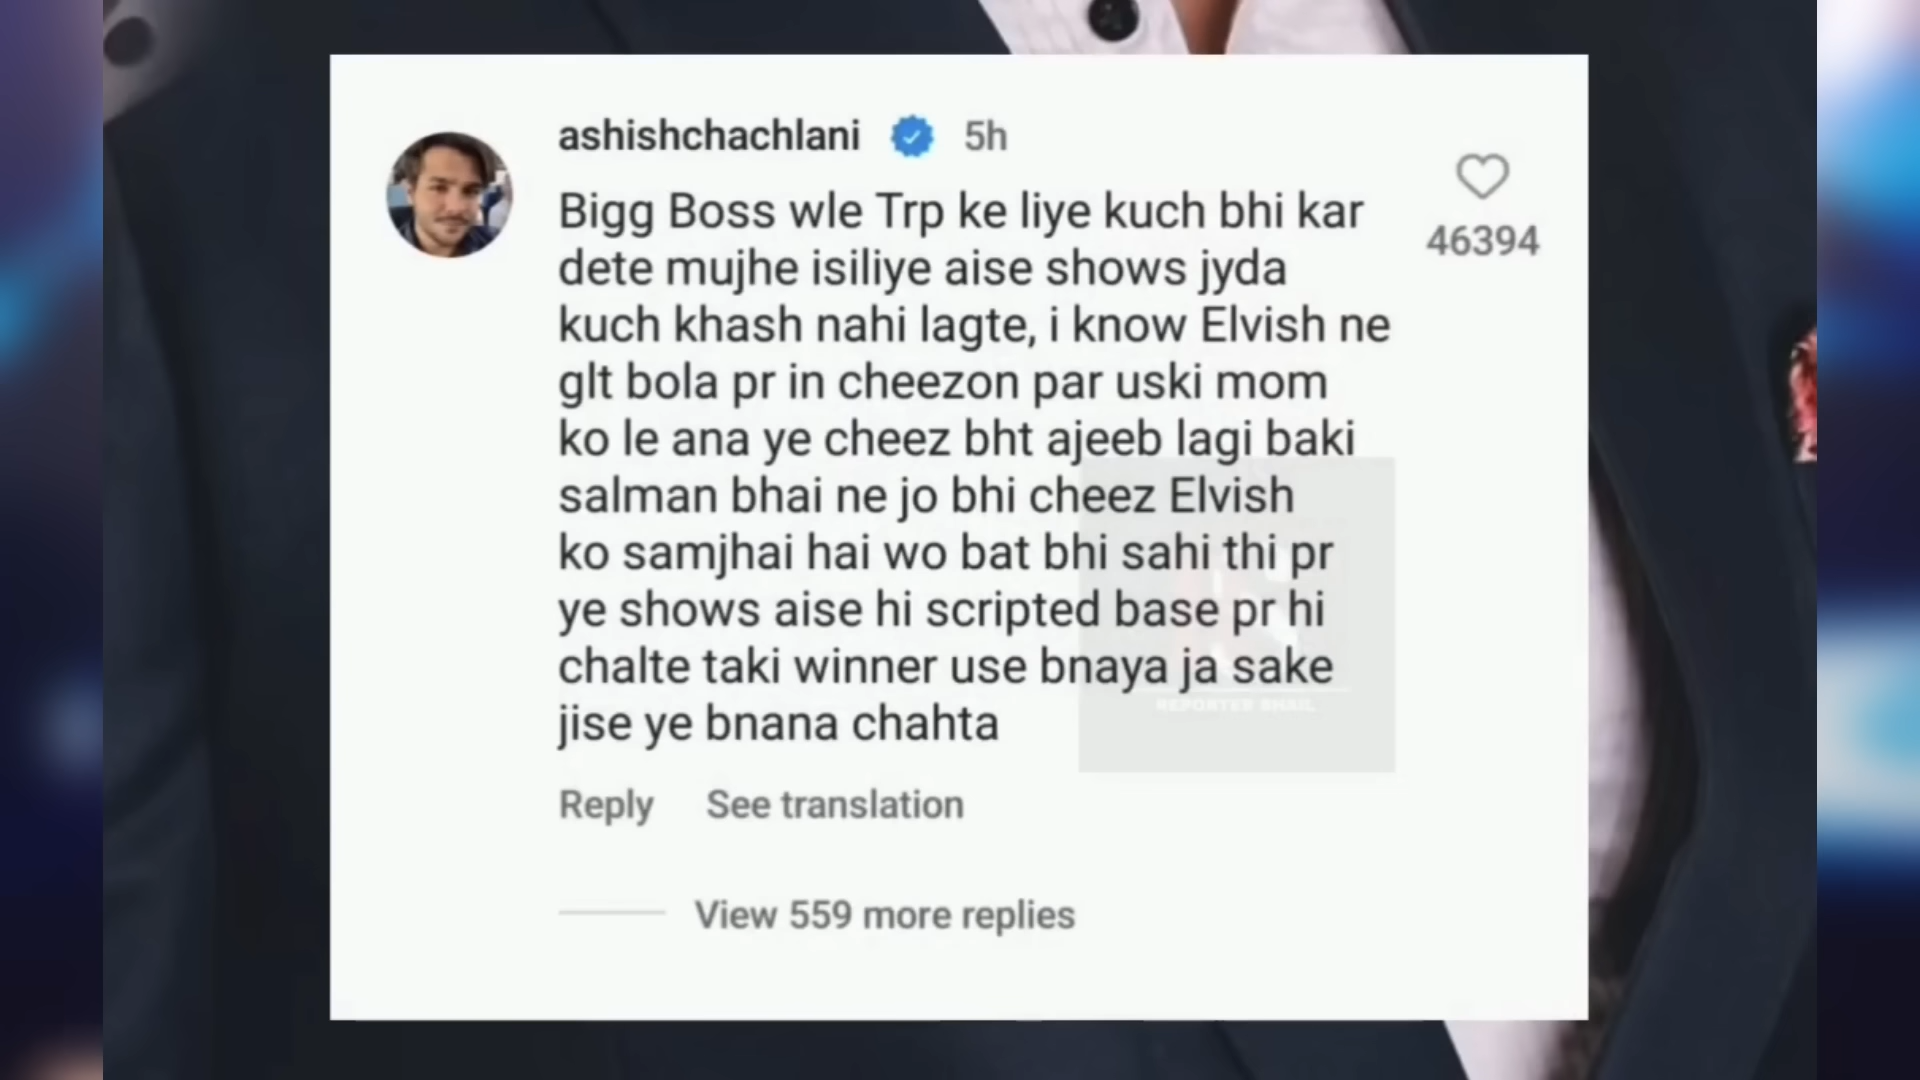 ashishchachlani 5h
Bigg Boss wle Trp ke liye kuch bhi kar
dete mujhe isiliye aise shows jyda
kuch khash nahi lagte, i know Elvish ne
glt bola pr in cheezon par uski mom
ko le ana ye cheez bht ajeeb lagi baki
salman bhai ne jo bhi cheez Elvish
ko samjhai hai wo bat bhi sahi thi pr
ye shows aise hi scripted base pr hi
chalte taki winner use bnaya ja sake
jise ye bnana chahta
46394
REPORTER
Reply See translation
View 559 more replies